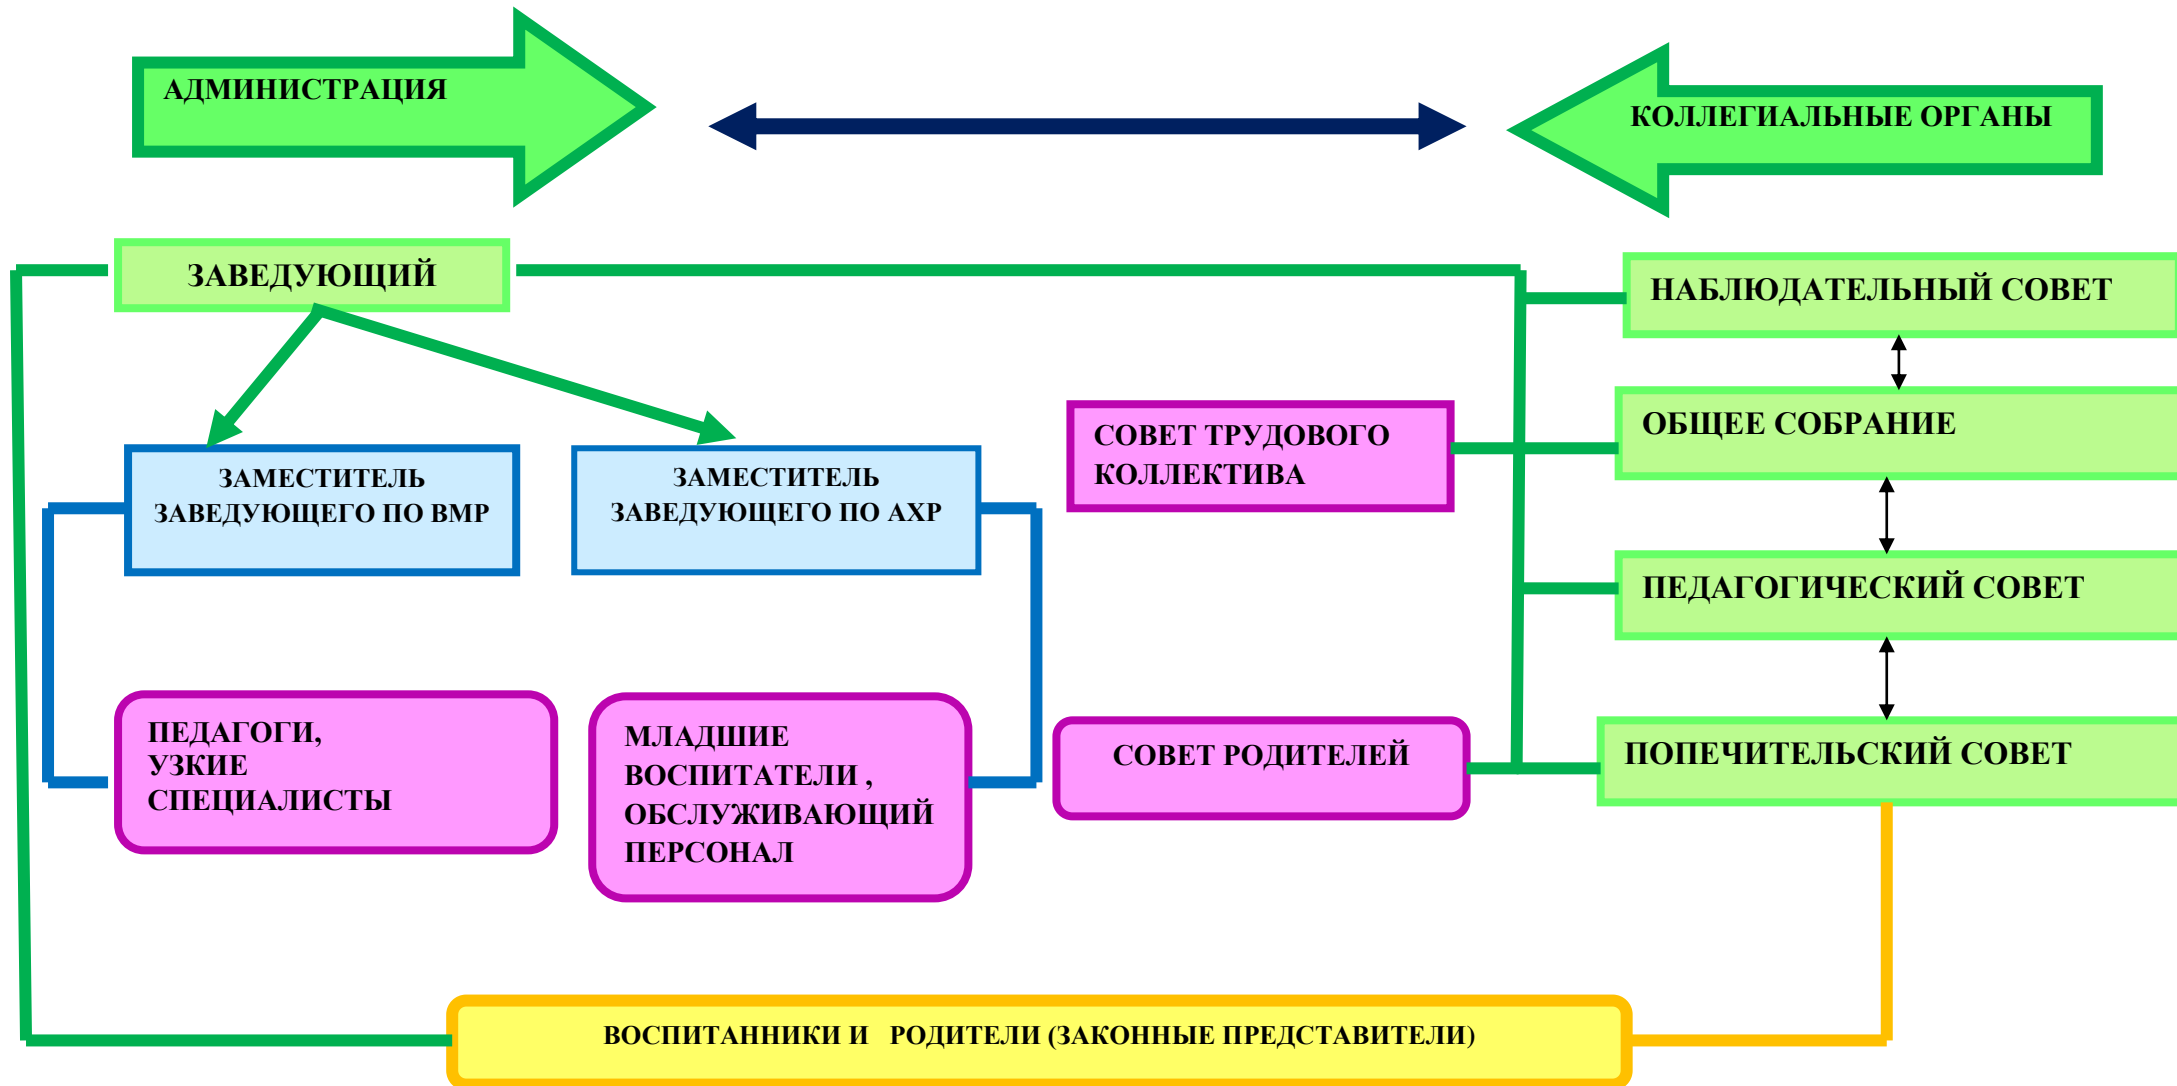 АДМИНИСТРАЦИЯ
КОЛЛЕГИАЛЬНЫЕ ОРГАНЫ
ЗАВЕДУЮЩИЙ
НАБЛЮДАТЕЛЬНЫЙ СОВЕТ
СОВЕТ ТРУДОВОГО
КОЛЛЕКТИВА
ОБЩЕЕ СОБРАНИЕ
ЗАМЕСТИТЕЛЬ
ЗАВЕДУЮЩЕГО ПО ВМР
ЗАМЕСТИТЕЛЬ
ЗАВЕДУЮЩЕГО ПО АХР
ПЕДАГОГИЧЕСКИЙ СОВЕТ
ПЕДАГОГИ,
УЗКИЕ
СПЕЦИАЛИСТЫ
МЛАДШИЕ
ВОСПИТАТЕЛИ ,
ОБСЛУЖИВАЮЩИЙ
ПЕРСОНАЛ
СОВЕТ РОДИТЕЛЕЙ
ПОПЕЧИТЕЛЬСКИЙ СОВЕТ
ВОСПИТАННИКИ И РОДИТЕЛИ (ЗАКОННЫЕ ПРЕДСТАВИТЕЛИ)